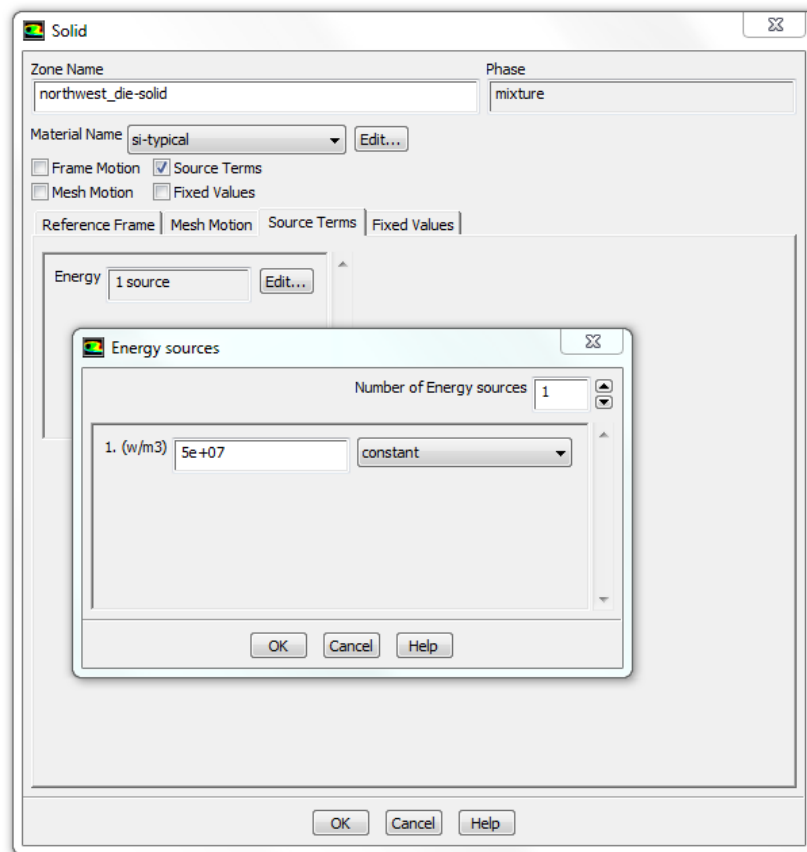 Solid
Zone Name Phase
northwest_die-solid mixture
Material Name si-typical Edit...
Frame Motion Source Terms
Mesh Motion Fixed Values
Reference Frame Mesh Motion Source Terms Fixed Values
Energy 1 source Edit...
Energy sources
Number of Energy sources 1
1. (w/m3) 5e+07 constant
OK Cancel Help
OK Cancel Help